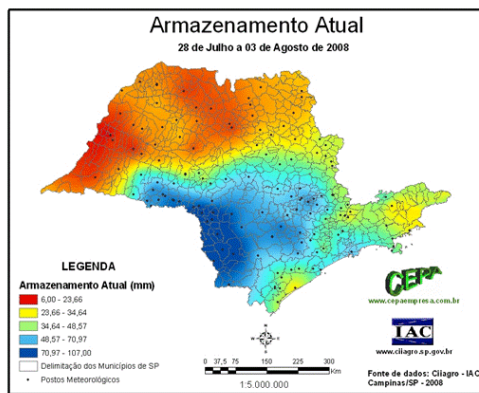 Armazenamento Atual
28 de Julho a 03 de Agosto de 2008
LEGENDA
Armazenamento Atual (mm)
6,00 - 23,66
23,66 - 34,64
34,64 - 48,57
48,57 - 70,97
70,97 - 107,00
Delimitação dos Municípios de SP
Postos Meteorológicos
N
W E
S
0 37,5 75 150 225 300
Km
1:5.000.000
CEPA
www.cepaempresa.com.br
IAC
www.ciiagro.sp.gov.br
Fonte de dados: Ciiagro - IAC
Campinas/SP - 2008